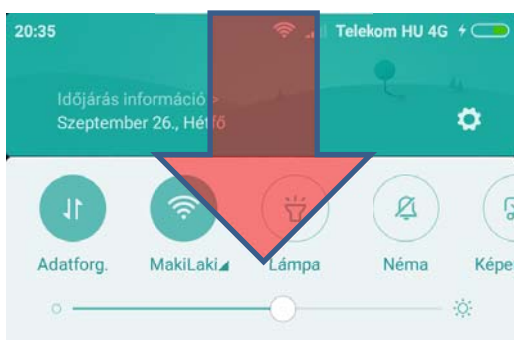 20:35 Telekom HU 4G
Időjárás információ >
Szeptember 26., Hétfő
Adatforg. MakiLaki Lámpa Néma Képe